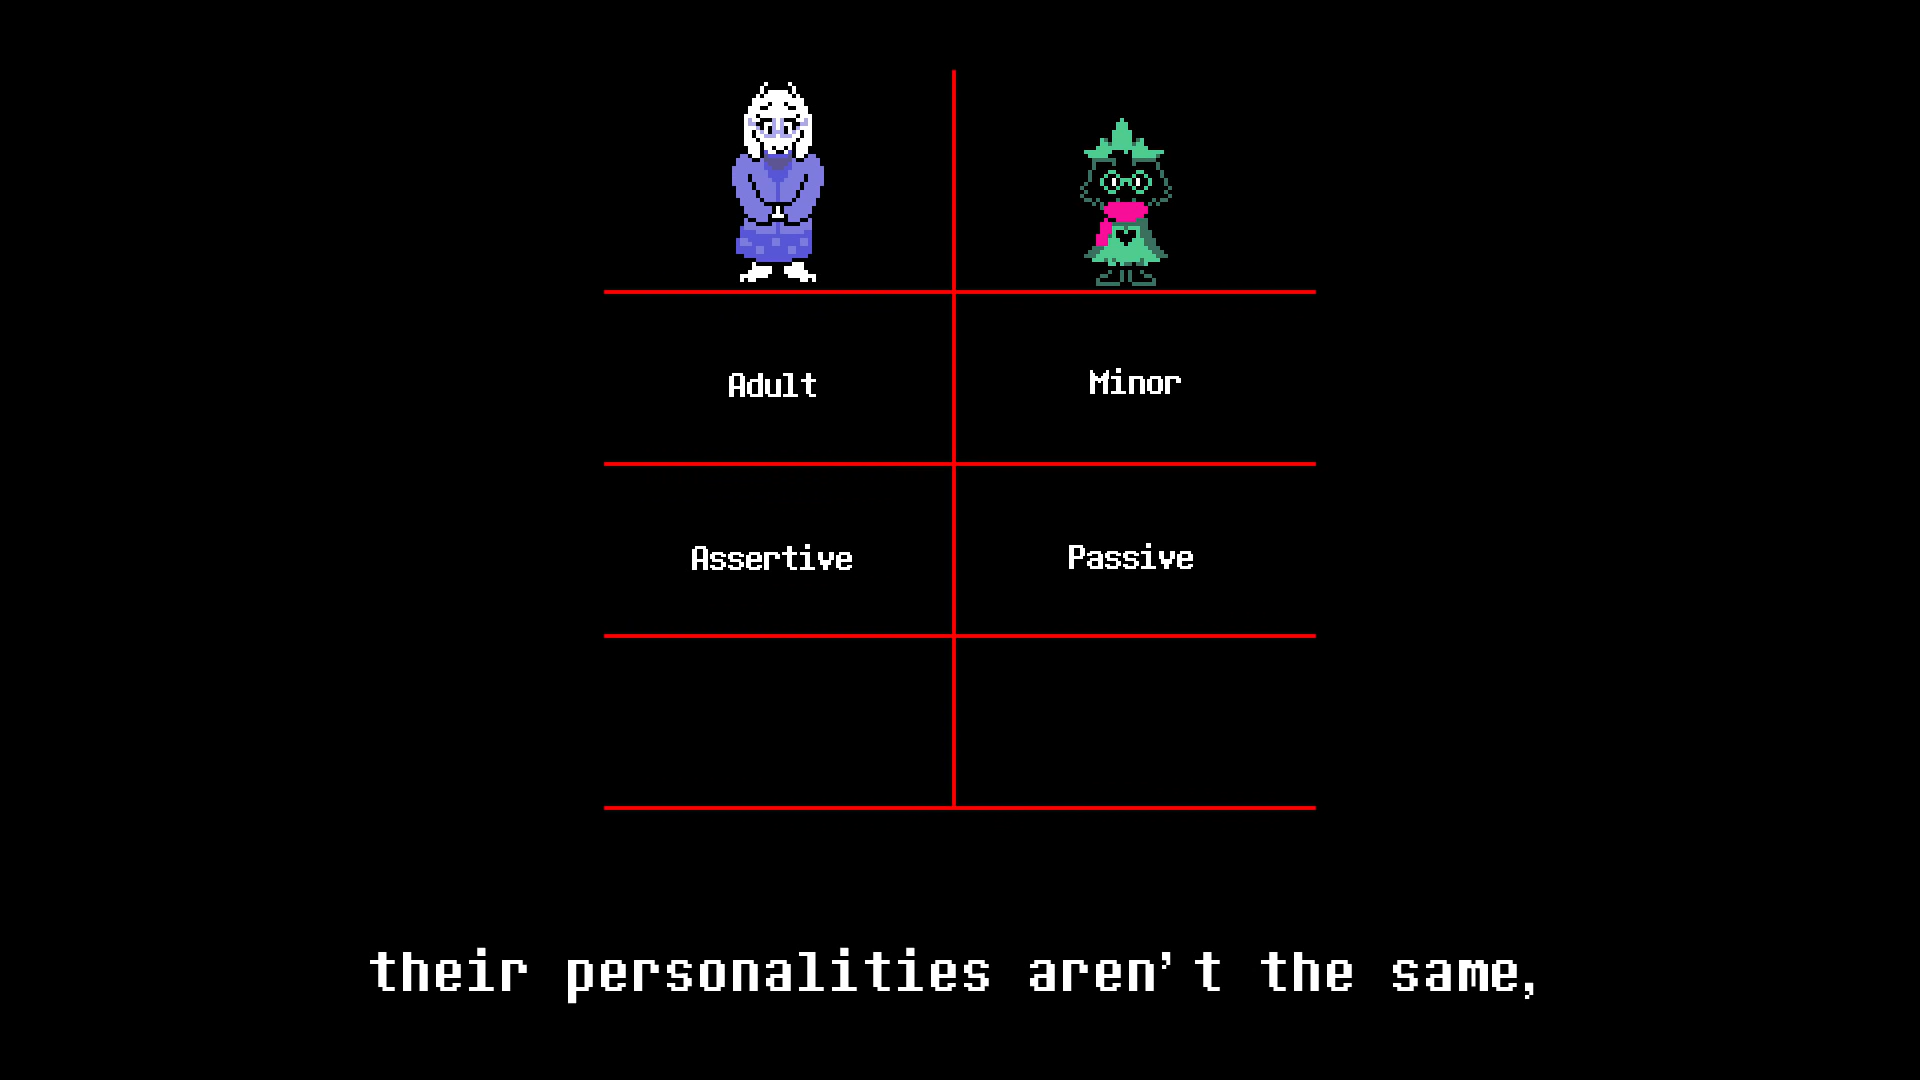 Adult
Minor
Assertive
Passive
their personalities aren't the same,